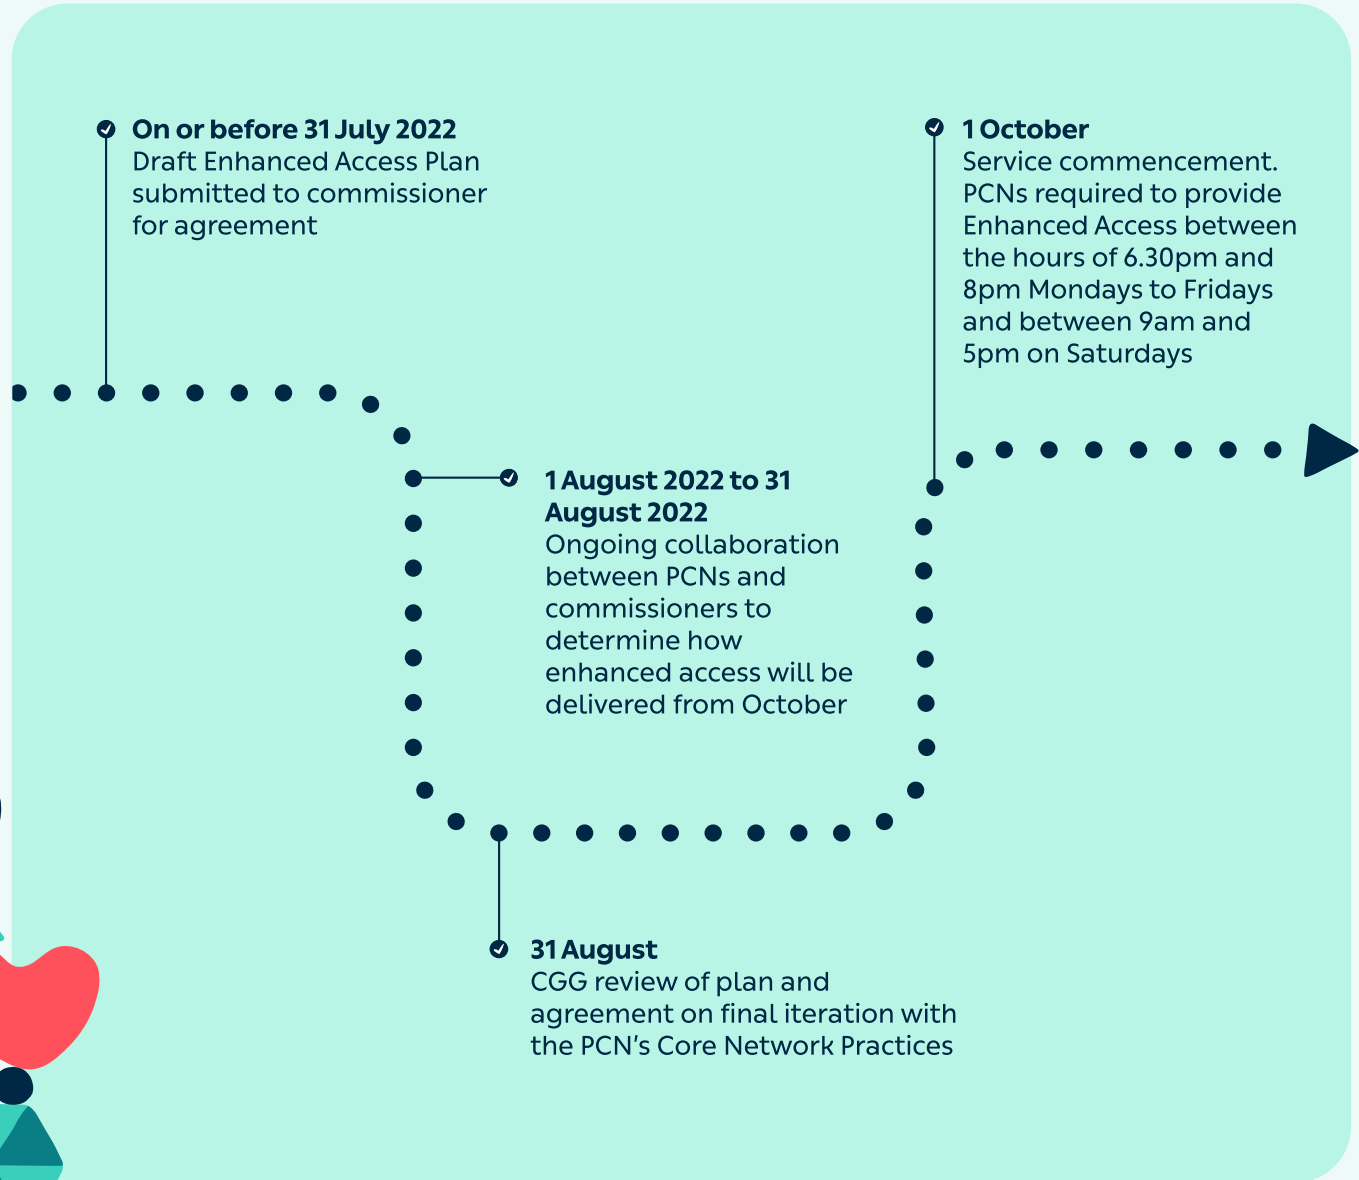 On or before 31 July 2022
Draft Enhanced Access Plan
submitted to commissioner
for agreement
1 August 2022 to 31
August 2022
Ongoing collaboration
between PCNs and
commissioners to
determine how
enhanced access will be
delivered from October
31 August
CGG review of plan and
agreement on final iteration with
the PCN’s Core Network Practices
1 October
Service commencement.
PCNs required to provide
Enhanced Access between
the hours of 6.30pm and
8pm Mondays to Fridays
and between 9am and
5pm on Saturdays